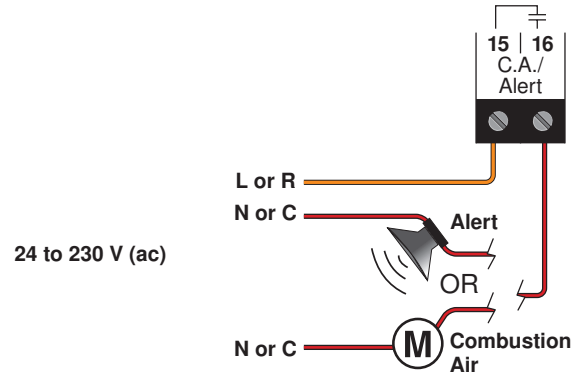 15 | 16
C.A./
Alert
L or R
N or C
Alert
24 to 230 V (ac)
OR
N or C
M
Combustion
Air